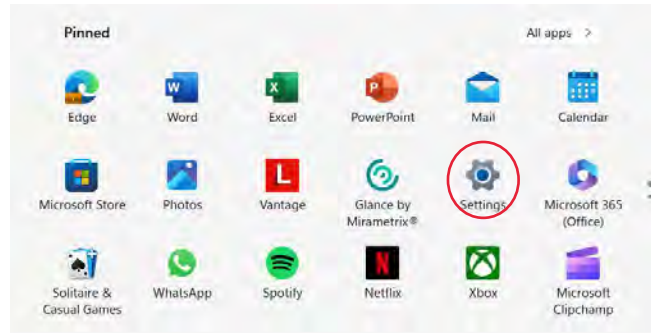 Pinned
All apps >
Edge
Word
Excel
PowerPoint
Mail
Calendar
Microsoft Store
Photos
Vantage
Glance by
Mirametrix®
Settings
Microsoft 365
(Office)
Solitaire &
Casual Games
WhatsApp
Spotify
Netflix
Xbox
Microsoft
Clipchamp